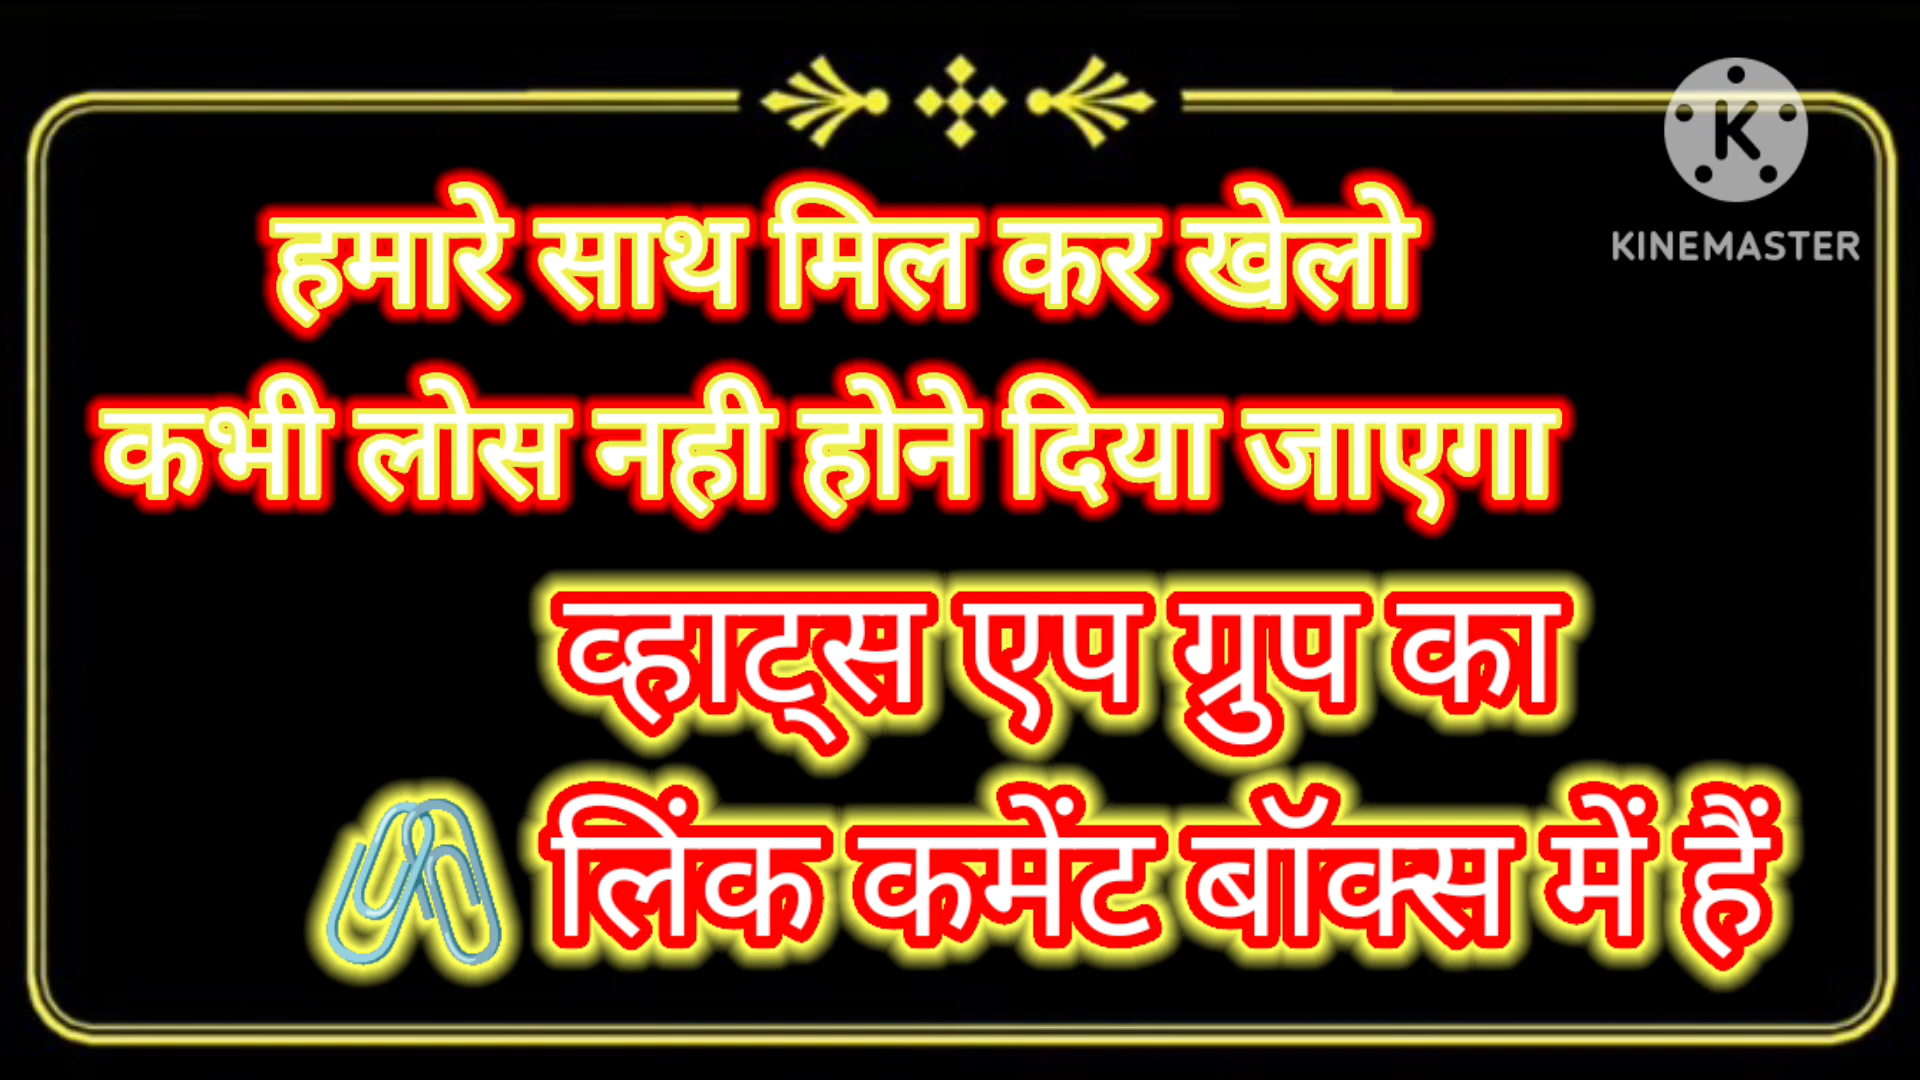 हमारे साथ मिल कर खेलो
कभी लोस नही होने दिया जाएगा
व्हाट्स एप ग्रुप का
लिंक कमेंट बॉक्स में हैं
K
KINEMASTER